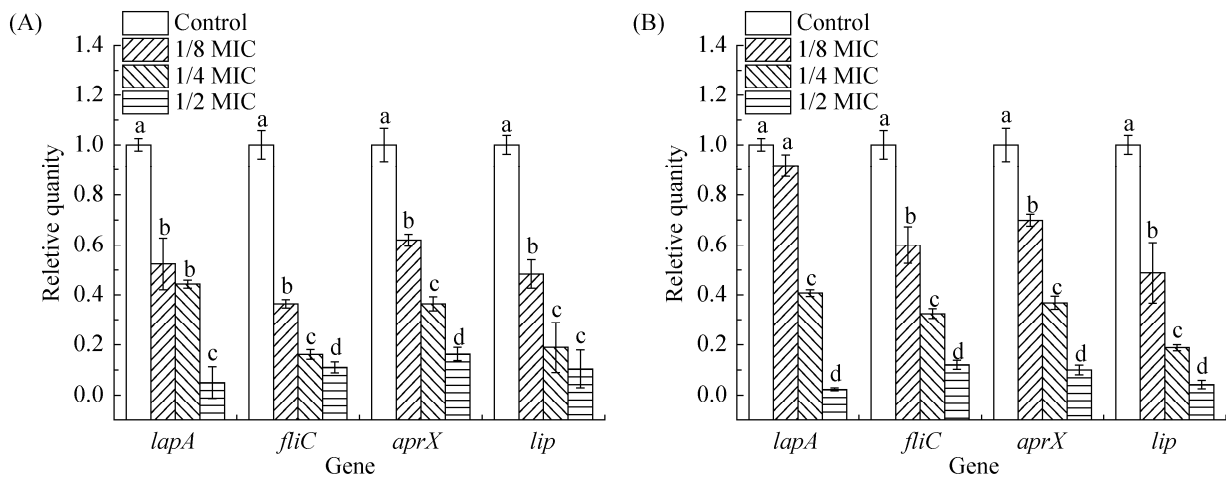 (A)
Control
1/8 MIC
1/4 MIC
1/2 MIC
1.4
1.2
1.0
0.8
0.6
0.4
0.2
0.0
Reletive quanity
a
b
b
c
a
b
c
d
a
b
c
d
a
b
c
c
lapA
fliC
aprX
lip
Gene
(B)
Control
1/8 MIC
1/4 MIC
1/2 MIC
1.4
1.2
1.0
0.8
0.6
0.4
0.2
0.0
Reletive quanity
a
a
c
d
a
b
c
d
a
b
c
d
a
b
c
d
lapA
fliC
aprX
lip
Gene